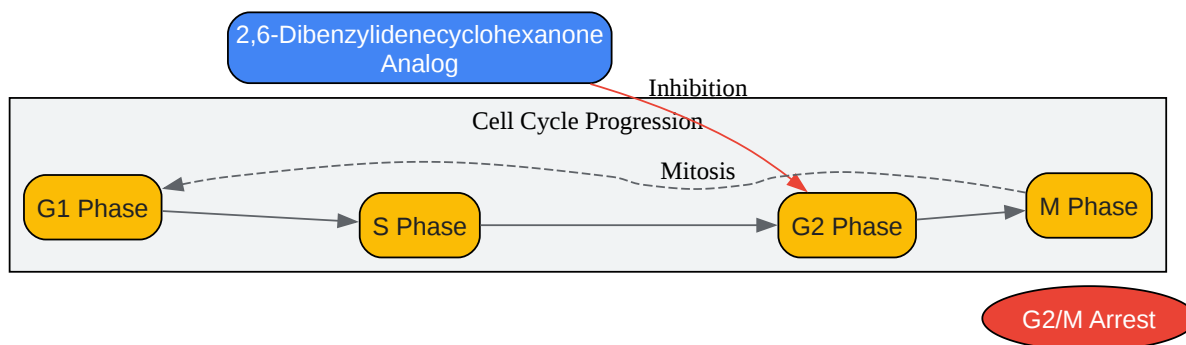 2,6-Dibenzylidenecyclohexanone
Analog
Inhibition
Cell Cycle Progression
Mitosis
G1 Phase
S Phase
G2 Phase
M Phase
G2/M Arrest